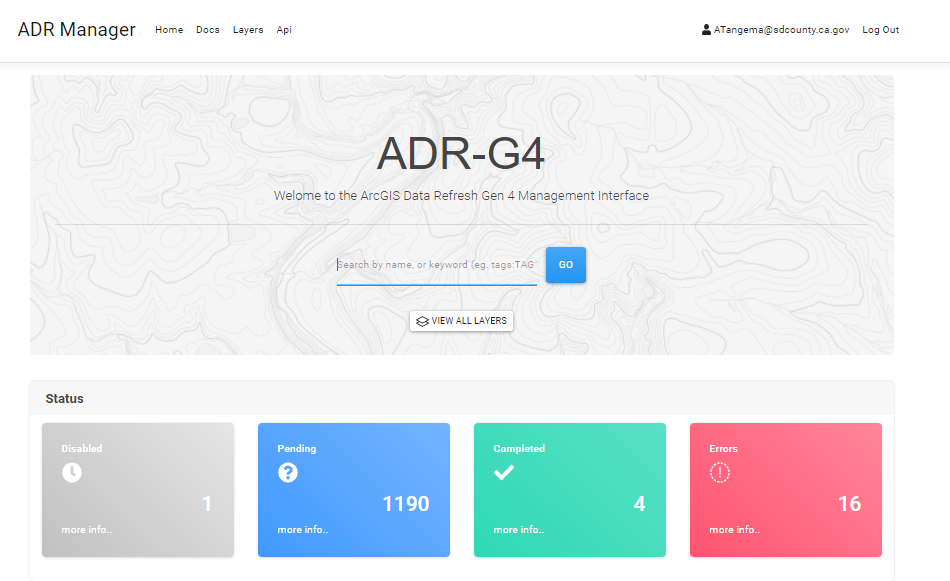 ADR Manager Home Docs Layers Api ATangema@sdcounty.ca.gov Log Out
ADR-G4
Welome to the ArcGIS Data Refresh Gen 4 Management Interface
Search by name, or keyword (eg. tags:TAG GO
VIEW ALL LAYERS
Status
Disabled Pending Completed Errors
1 1190 4 16
more info.. more info.. more info.. more info..